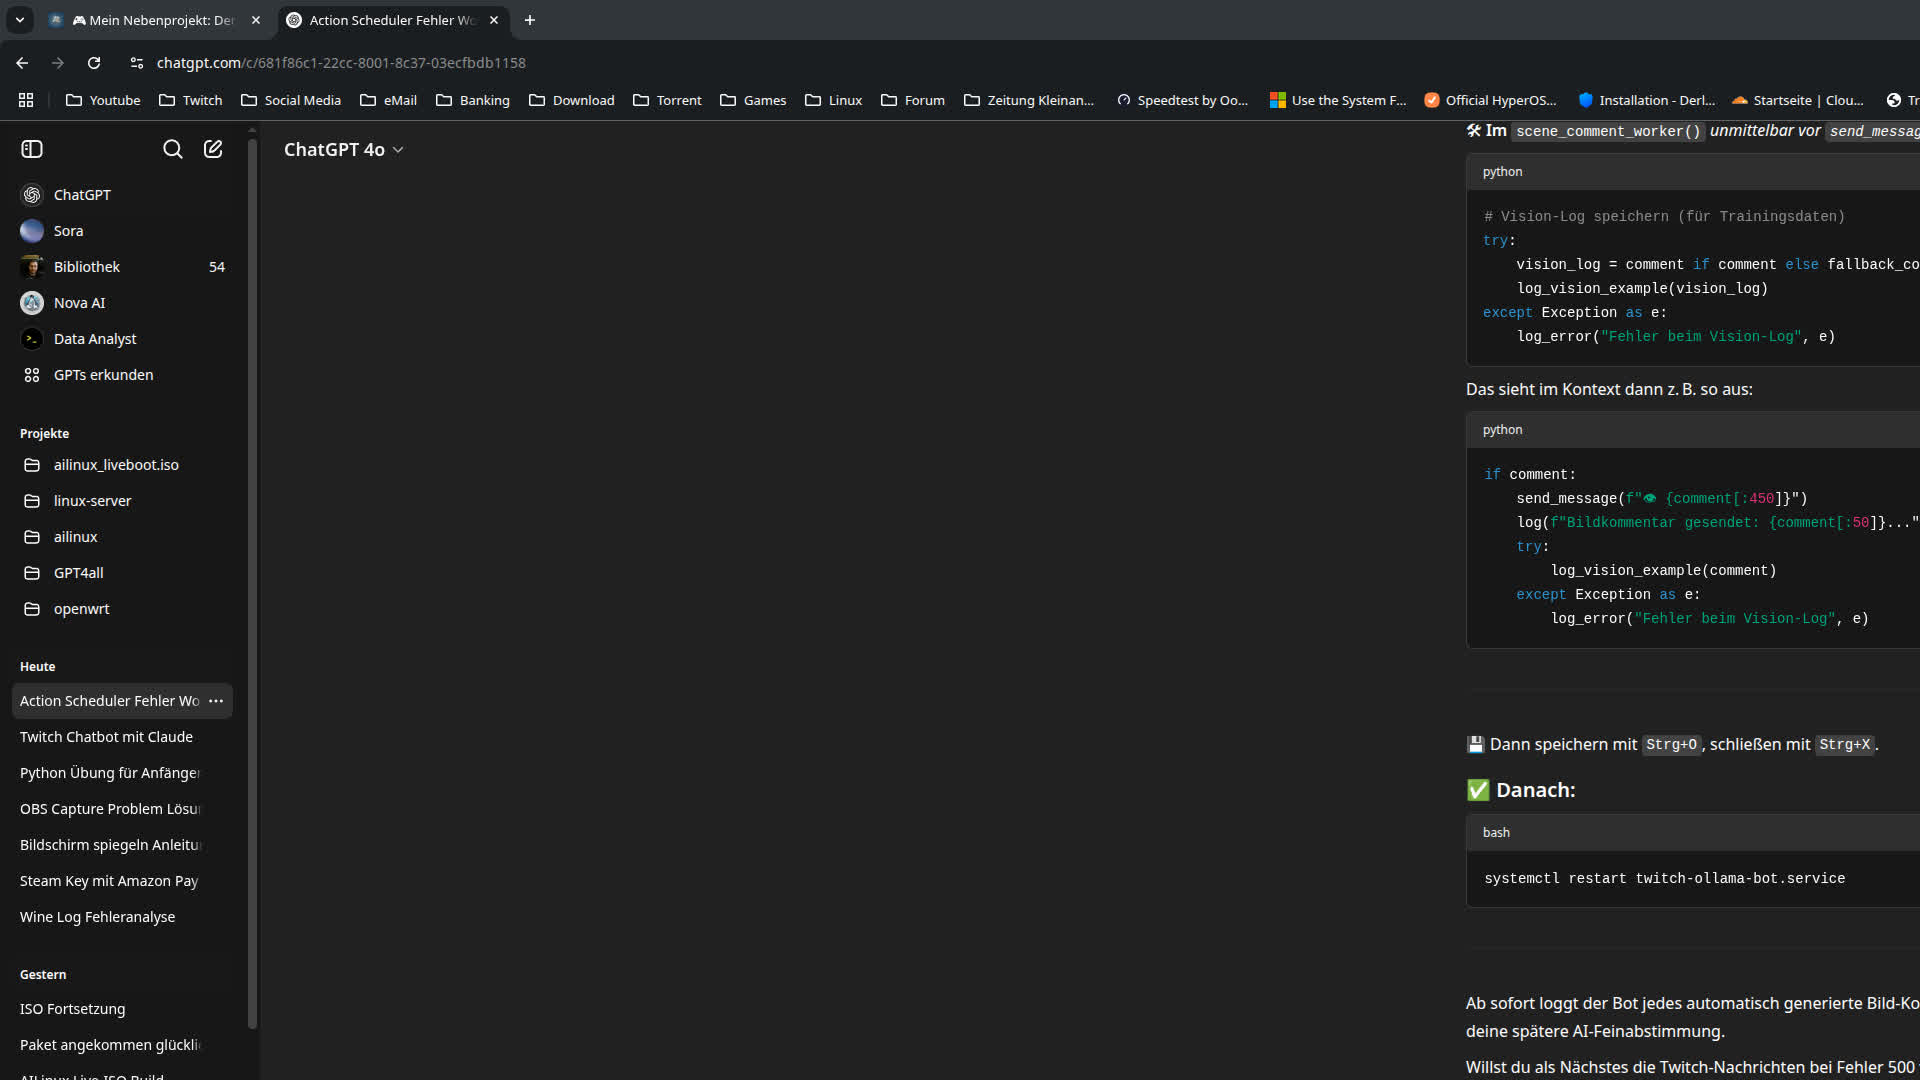 Mein Nebenprojekt: Der
Action Scheduler Fehler Wo
chatgpt.com/c/681f86c1-22cc-8001-8c37-03ecfbdb1158
Youtube
Twitch
Social Media
eMail
Banking
Download
Torrent
Games
Linux
Forum
Zeitung Kleinan...
Speedtest by Oo...
Use the System F...
Official HyperOS...
Installation - Derl...
Startseite | Clou...
Tr
ChatGPT 4o
ChatGPT
Sora
Bibliothek 54
Nova AI
Data Analyst
GPTs erkunden
Projekte
ailinux_liveboot.iso
linux-server
ailinux
GPT4all
openwrt
Heute
Action Scheduler Fehler Wo
Twitch Chatbot mit Claude
Python Übung für Anfänger
OBS Capture Problem Lösu
Bildschirm spiegeln Anleitu
Steam Key mit Amazon Pay
Wine Log Fehleranalyse
Gestern
ISO Fortsetzung
Paket angekommen glückli
AILinux Live ISO Build
🛠 Im scene_comment_worker() unmittelbar vor send_messag
python
# Vision-Log speichern (für Trainingsdaten)
try:
    vision_log = comment if comment else fallback_co
    log_vision_example(vision_log)
except Exception as e:
    log_error("Fehler beim Vision-Log", e)
Das sieht im Kontext dann z. B. so aus:
python
if comment:
    send_message(f"👁 {comment[:450]}")
    log(f"Bildkommentar gesendet: {comment[:50]}..."
    try:
        log_vision_example(comment)
    except Exception as e:
        log_error("Fehler beim Vision-Log", e)
💾 Dann speichern mit Strg+O, schließen mit Strg+X.
✅ Danach:
bash
systemctl restart twitch-ollama-bot.service
Ab sofort loggt der Bot jedes automatisch generierte Bild-Ko
deine spätere AI-Feinabstimmung.
Willst du als Nächstes die Twitch-Nachrichten bei Fehler 500